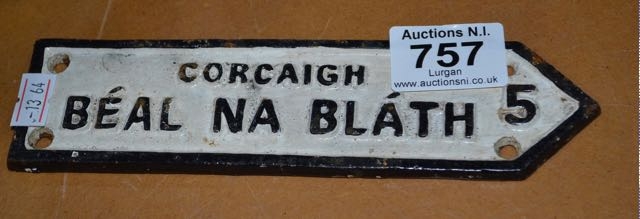 Auctions N.I.
757
Lurgan
www.auctionsni.co.uk
CORCAIGH
BÉAL NA BLÁTH 5
-13 64